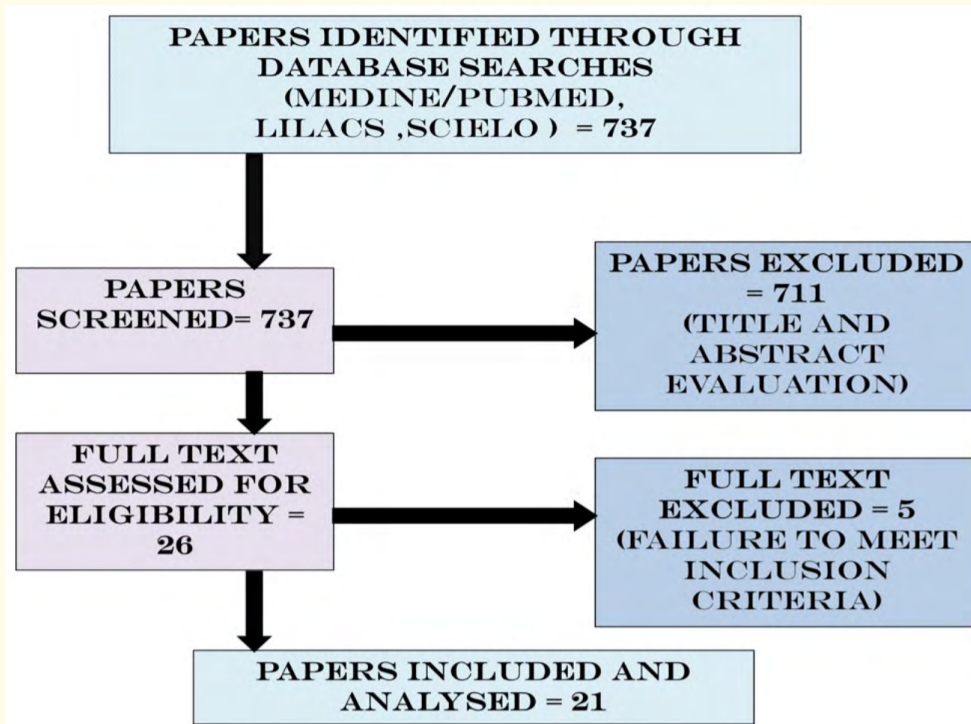 PAPERS IDENTIFIED THROUGH
DATABASE SEARCHES
(MEDINE/PUBMED,
LILACS ,SCIELO ) = 737
PAPERS
SCREENED= 737
PAPERS EXCLUDED
= 711
(TITLE AND
ABSTRACT
EVALUATION)
FULL TEXT
ASSESSED FOR
ELIGIBILITY =
26
FULL TEXT
EXCLUDED = 5
(FAILURE TO MEET
INCLUSION
CRITERIA)
PAPERS INCLUDED AND
ANALYSED = 21